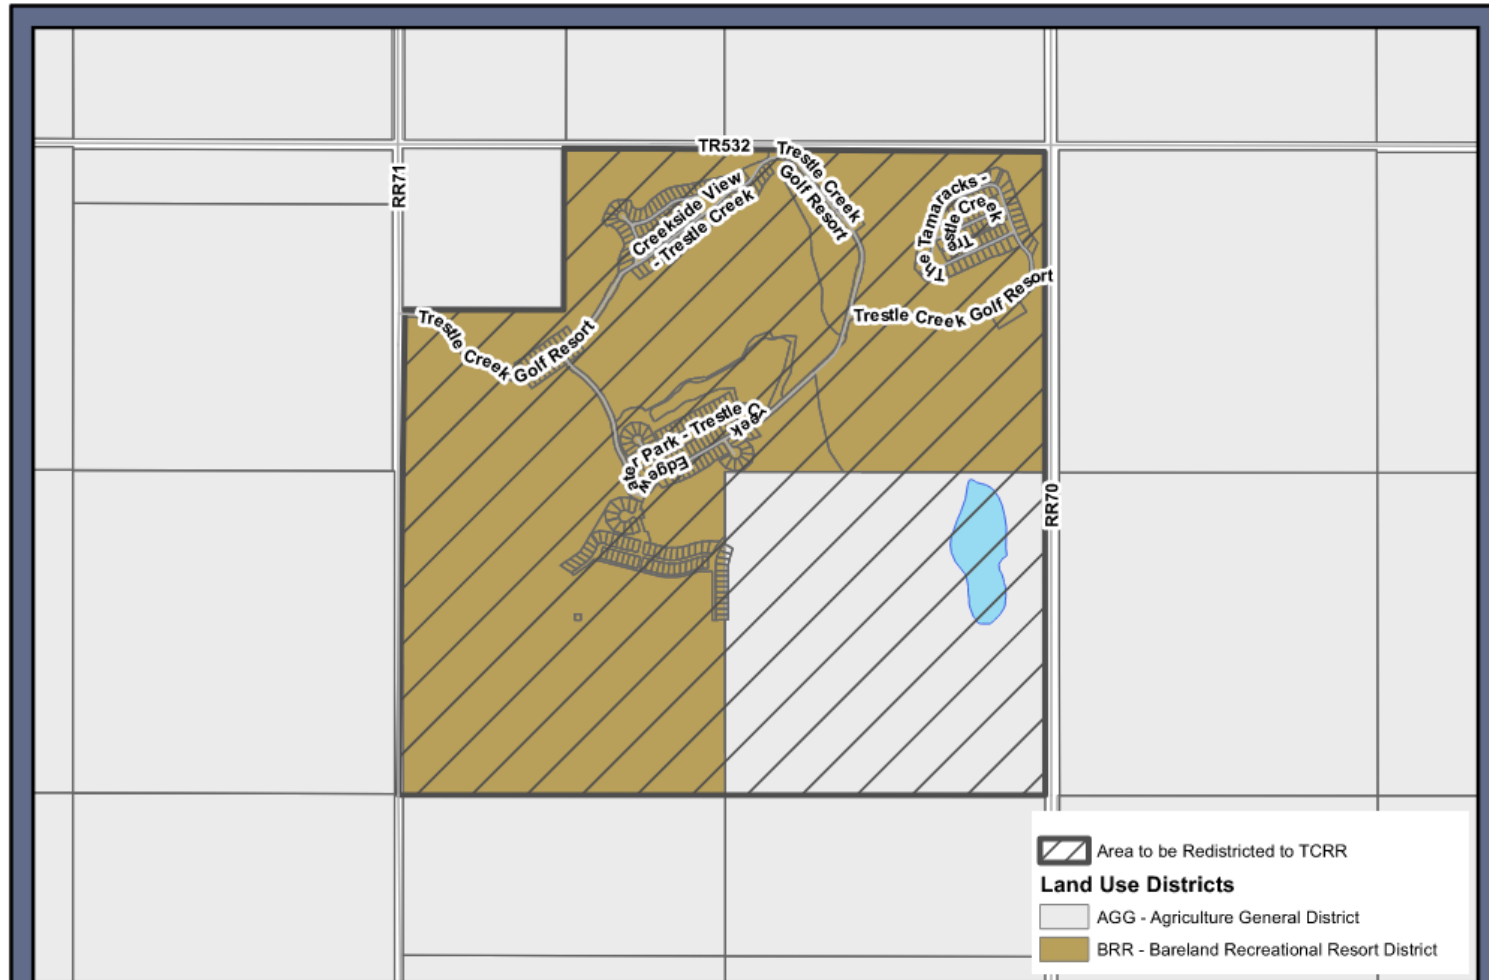 TR532
RR71
Creekside View
- Trestle Creek
Trestle Creek
Golf Resort
The Tamaracks -
Trestle Creek
Trestle Creek Golf Resort
Trestle Creek Golf Resort
Edgewater Park - Trestle Creek
RR70
Area to be Redistricted to TCRR
Land Use Districts
AGG - Agriculture General District
BRR - Bareland Recreational Resort District